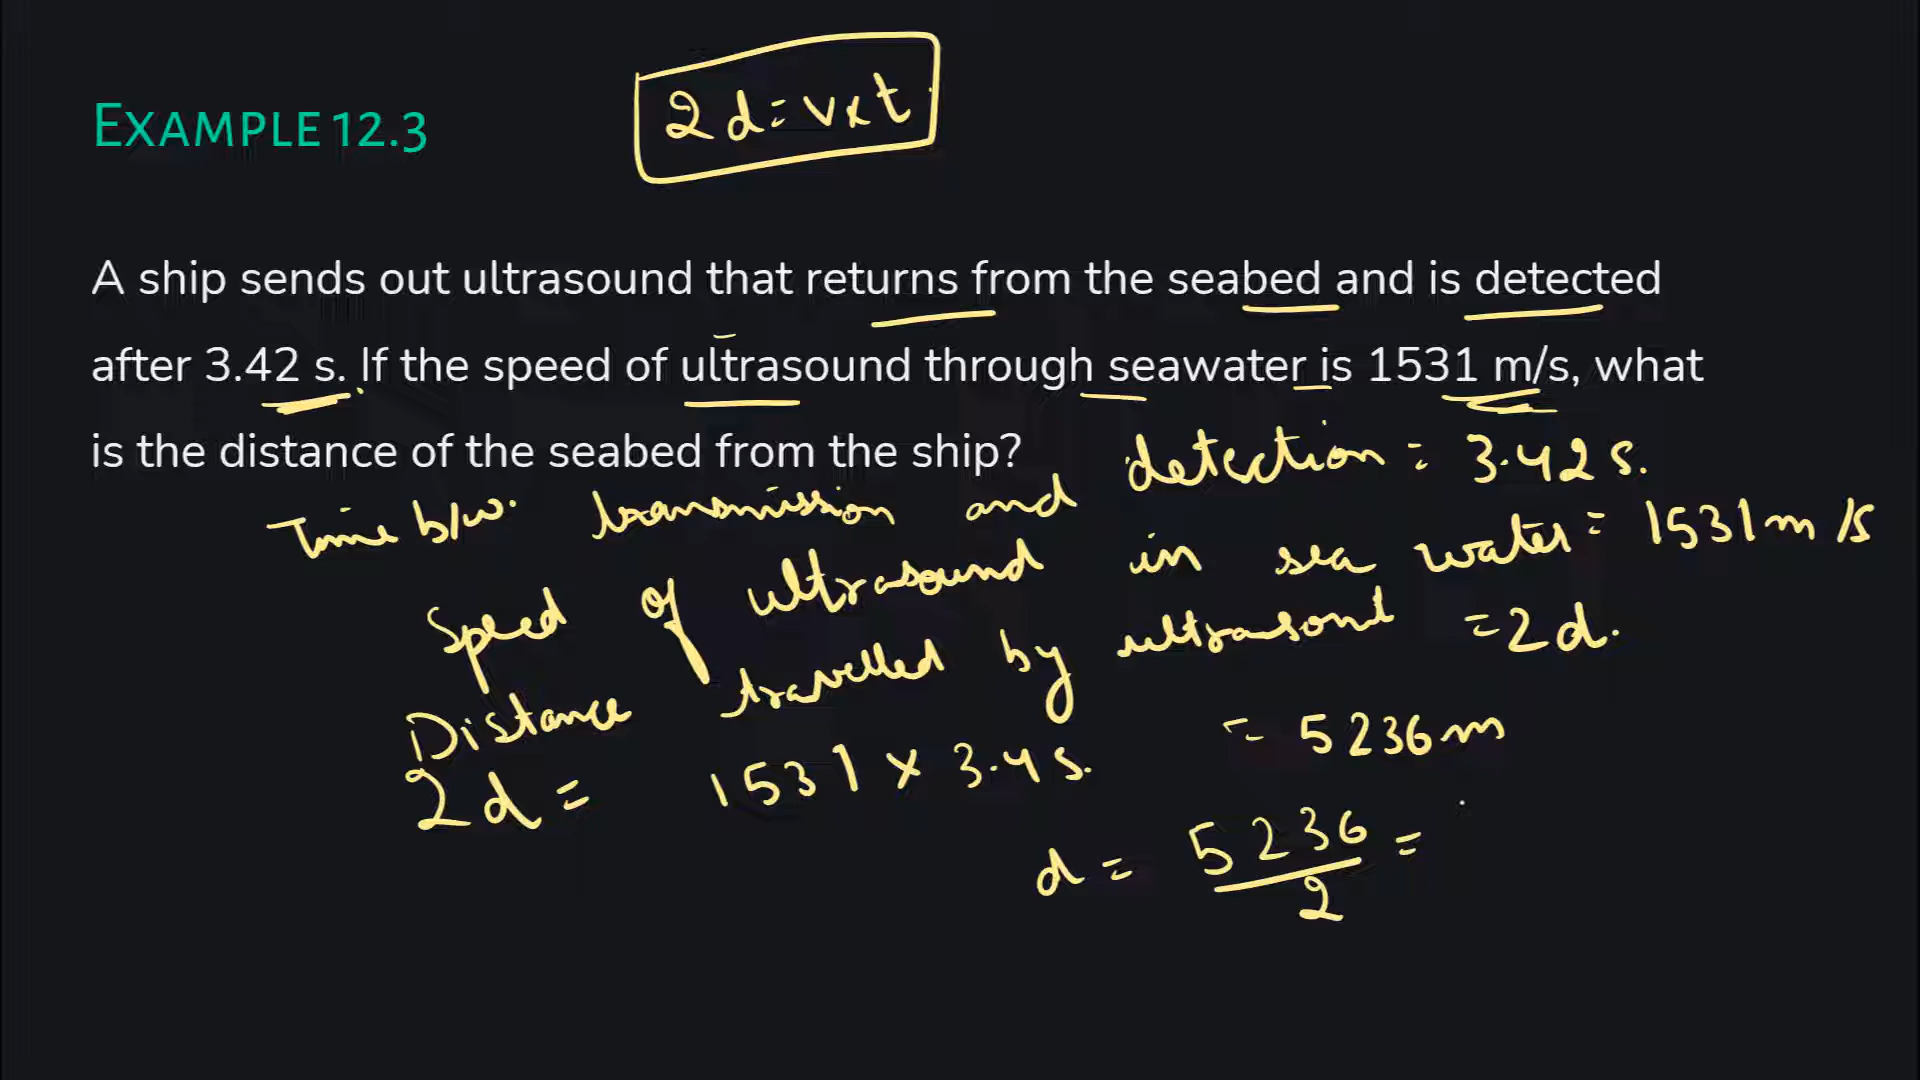 2d = v x t
EXAMPLE 12.3
A ship sends out ultrasound that returns from the seabed and is detected
after 3.42 s. If the speed of ultrasound through seawater is 1531 m/s, what
is the distance of the seabed from the ship?
Time b/w. transmission and detection = 3.42 s.
Speed of ultrasound in sea water = 1531 m/s
Distance travelled by ultrasond = 2d.
2d = 1531 x 3.4 s. = 5236 m
d = 5236/2 =